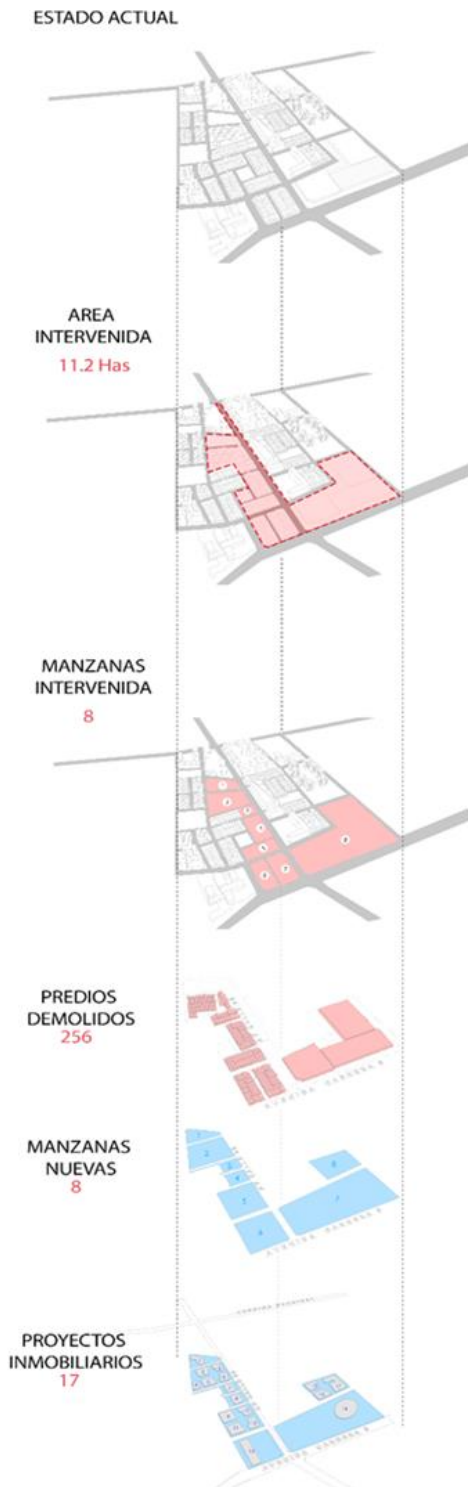 ESTADO ACTUAL
AREA
INTERVENIDA
11.2 Has
MANZANAS
INTERVENIDA
8
PREDIOS
DEMOLIDOS
256
MANZANAS
NUEVAS
8
PROYECTOS
INMOBILIARIOS
17